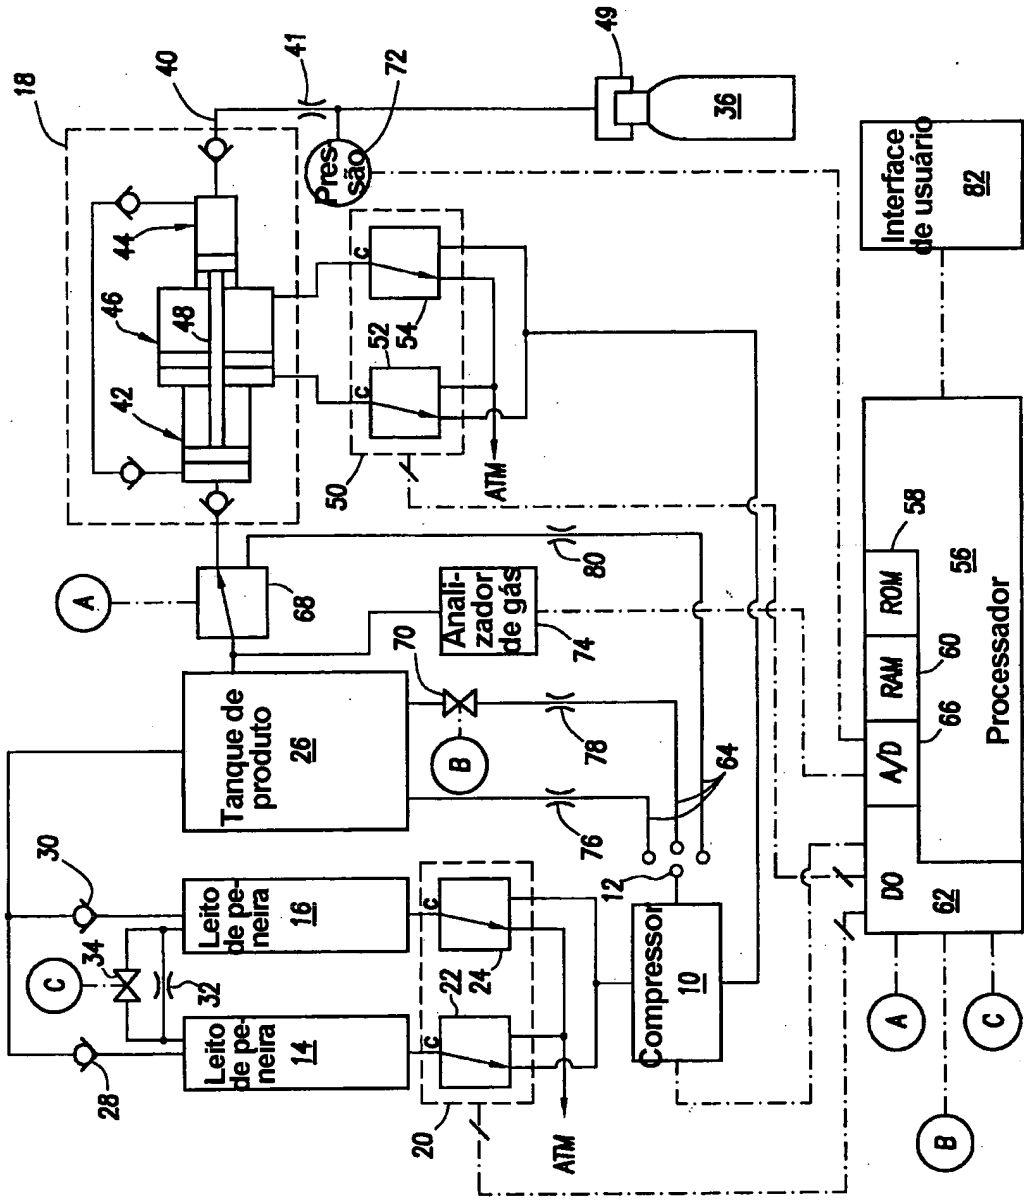 28
C
34
30
32
Leito
de pe-
neira
14
Leito
de pe-
neira
16
20
22
C
24
C
ATM
Tanque de
produto
26
A
68
18
42
46
48
44
40
41
Pres-
são
72
49
36
50
52
C
54
C
ATM
B
70
76
78
80
Anali-
zador
de gás
74
64
12
Compressor
10
DO
62
A/D
66
RAM
60
ROM
58
Processador
56
Interface
de usuário
82
A
B
C